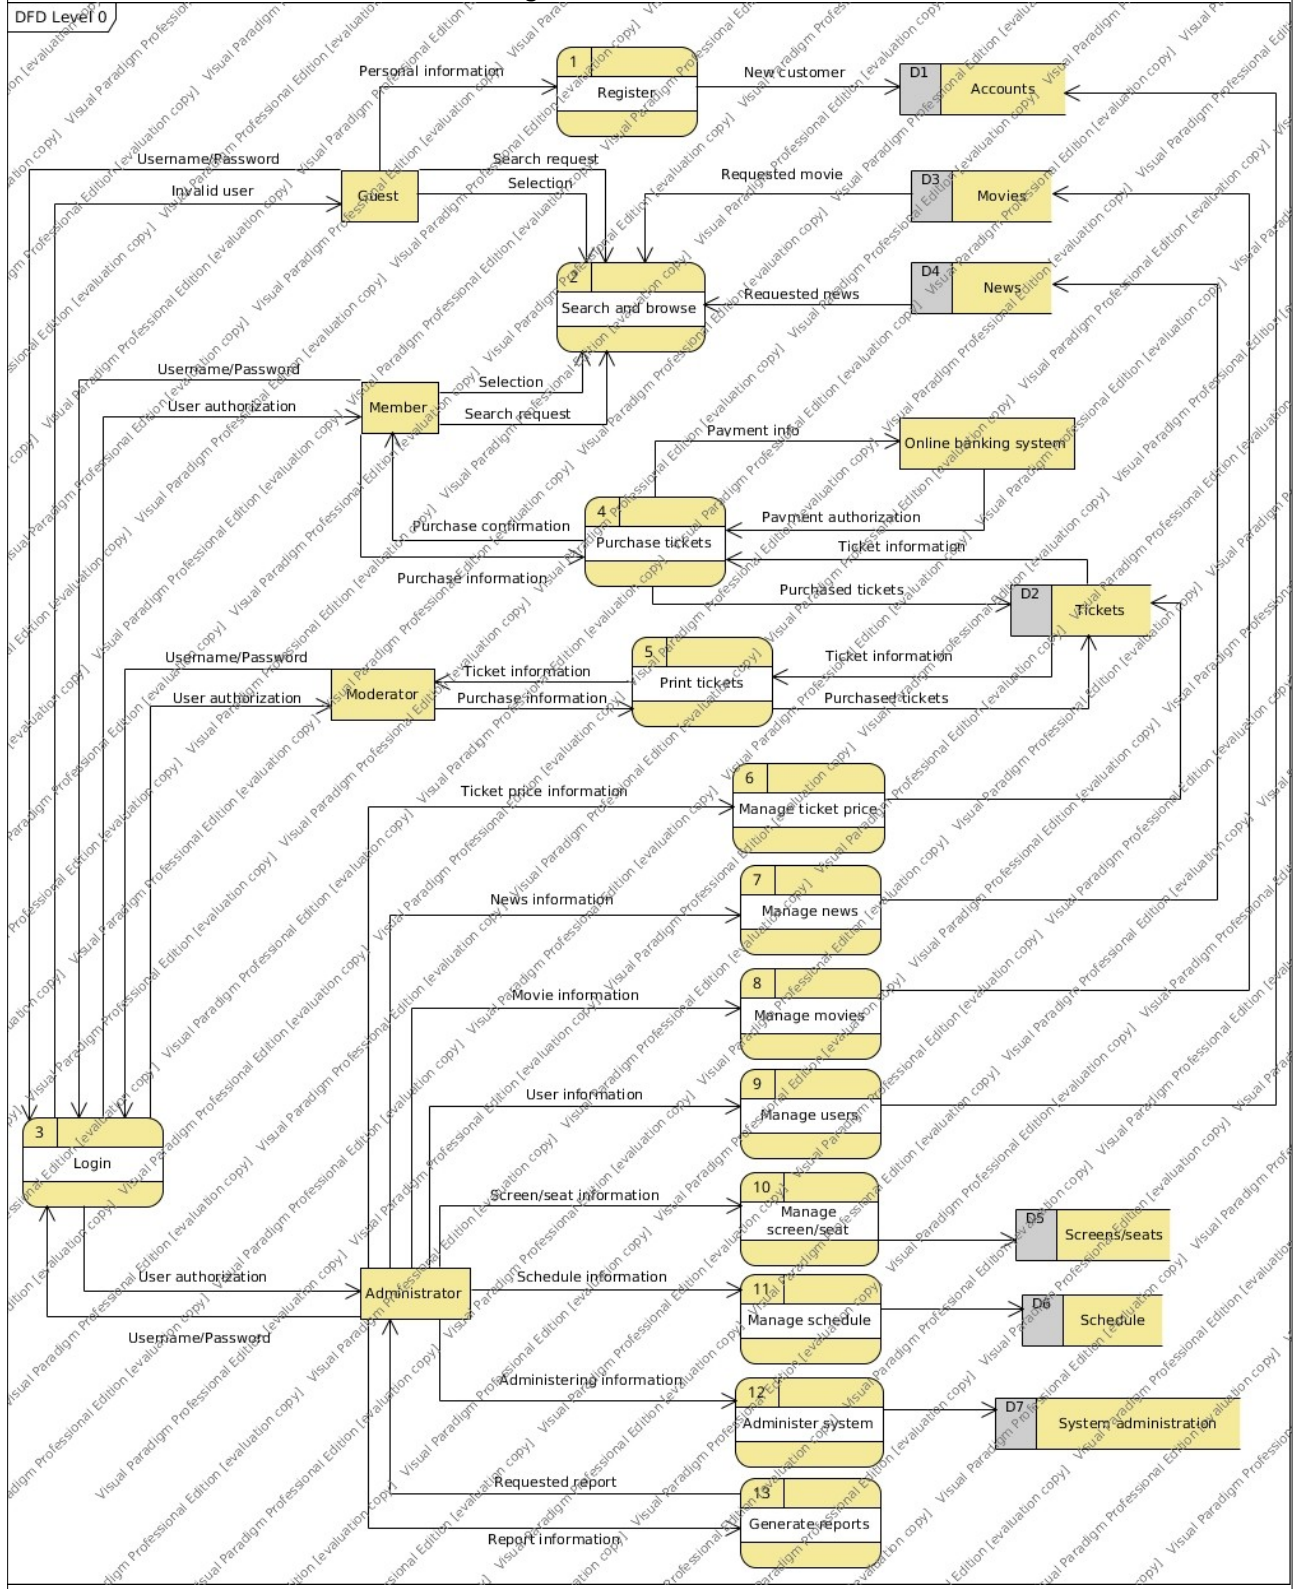 DFD Level 0
1
Register
Personal information
New customer
D1
Accounts
Username/Password
Invalid user
Guest
Search request
Selection
Requested movie
D3
Movies
2
Search and browse
Requested news
D4
News
Username/Password
User authorization
Member
Selection
Search request
Payment info
Online banking system
4
Purchase tickets
Purchase confirmation
Purchase information
Payment authorization
Ticket information
Purchased tickets
D2
Tickets
Username/Password
User authorization
Moderator
Ticket information
Purchase information
5
Print tickets
Ticket information
Purchased tickets
Ticket price information
6
Manage ticket price
News information
7
Manage news
Movie information
8
Manage movies
User information
9
Manage users
3
Login
Screen/seat information
10
Manage
screen/seat
D5
Screens/seats
User authorization
Username/Password
Administrator
Schedule information
11
Manage schedule
D6
Schedule
Administering information
12
Administer system
D7
System administration
Requested report
Report information
13
Generate reports
Visual Paradigm Professional Edition [evaluation copy]